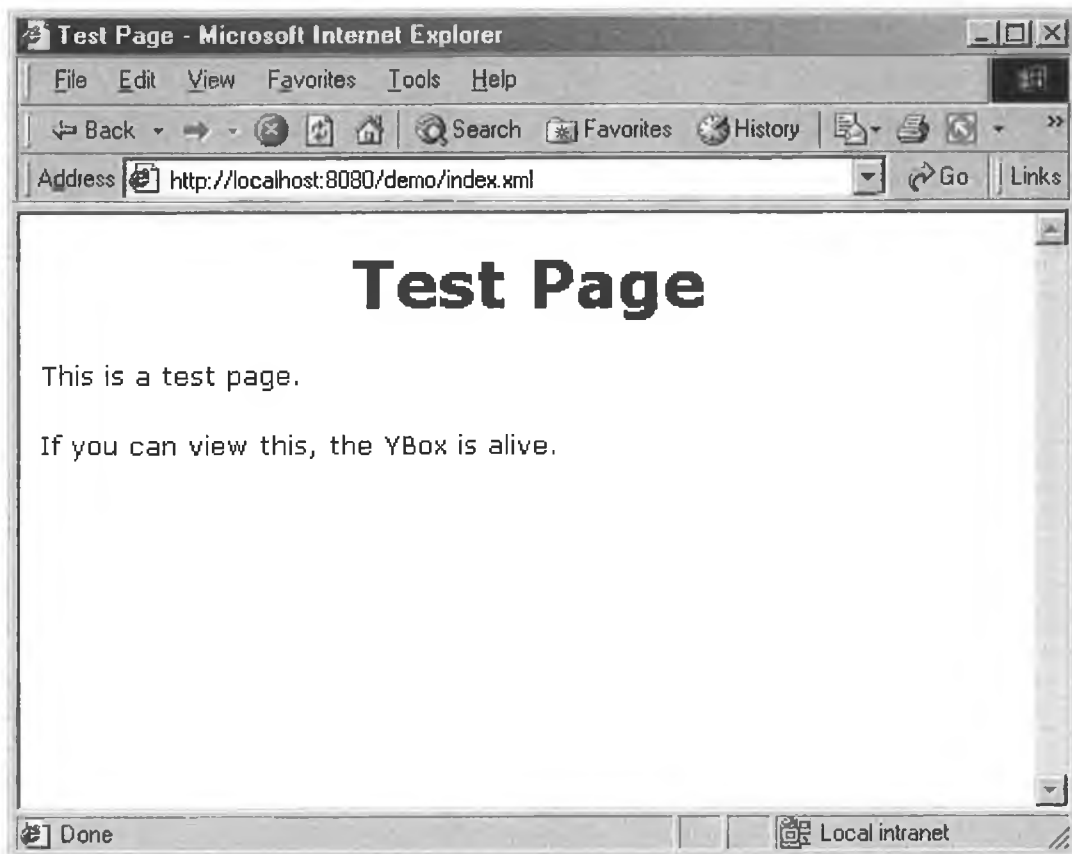 Test Page - Microsoft Internet Explorer
File Edit View Favorites Tools Help
Back Search Favorites History »
Address http://localhost:8080/demo/index.xml Go Links
Test Page
This is a test page.
If you can view this, the YBox is alive.
Done Local intranet